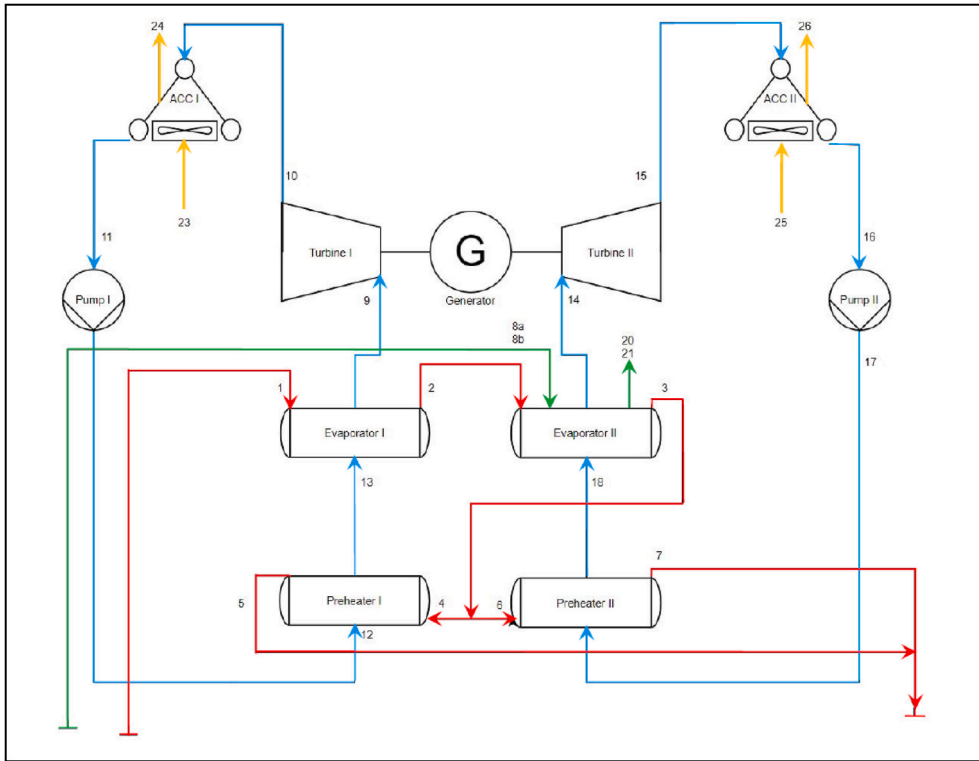 24
26
ACC I
ACC II
10
15
23
25
11
16
Turbine I
G
Turbine II
Pump I
Generator
Pump II
9
14
8a
8b
20
21
17
1
2
3
Evaporator I
Evaporator II
13
18
7
5
Preheater I
4
6
Preheater II
12